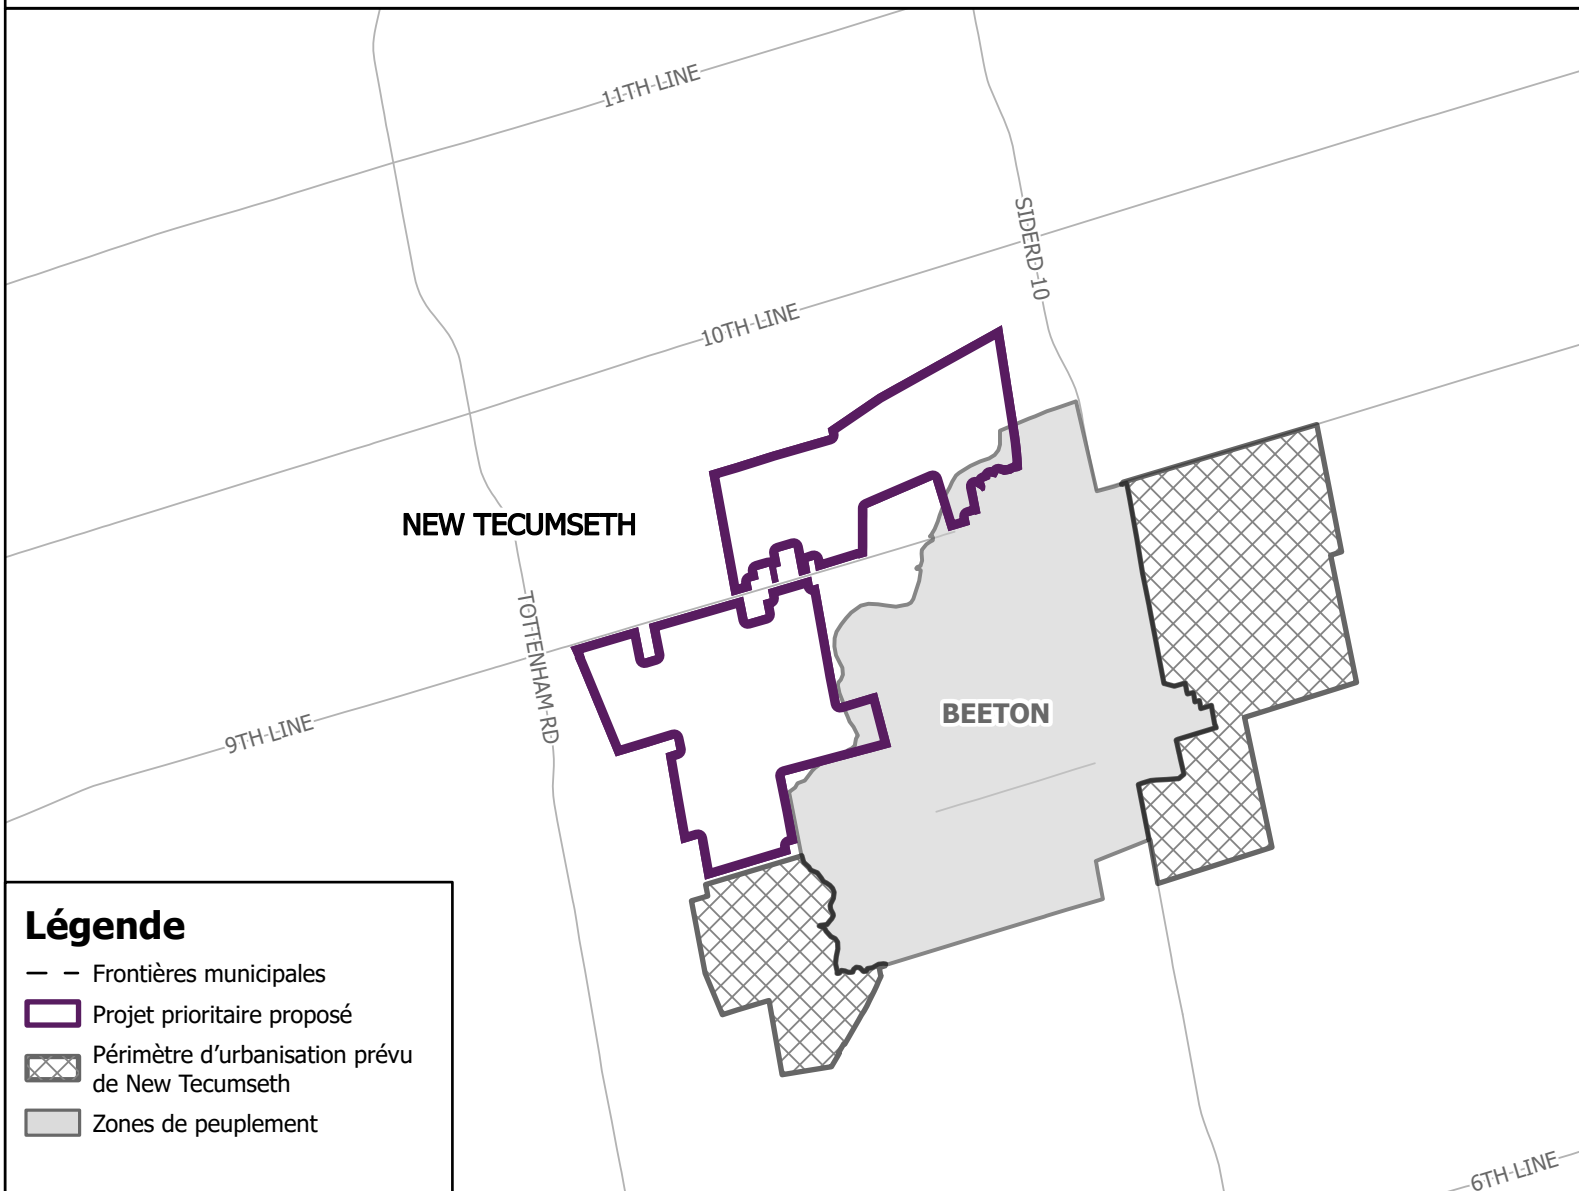 11TH LINE
SIDERD 10
10TH LINE
NEW TECUMSETH
TOTTENHAM RD
9TH LINE
BEETON
Légende
Frontières municipales
Projet prioritaire proposé
Périmètre d'urbanisation prévu
de New Tecumseth
Zones de peuplement
6TH LINE